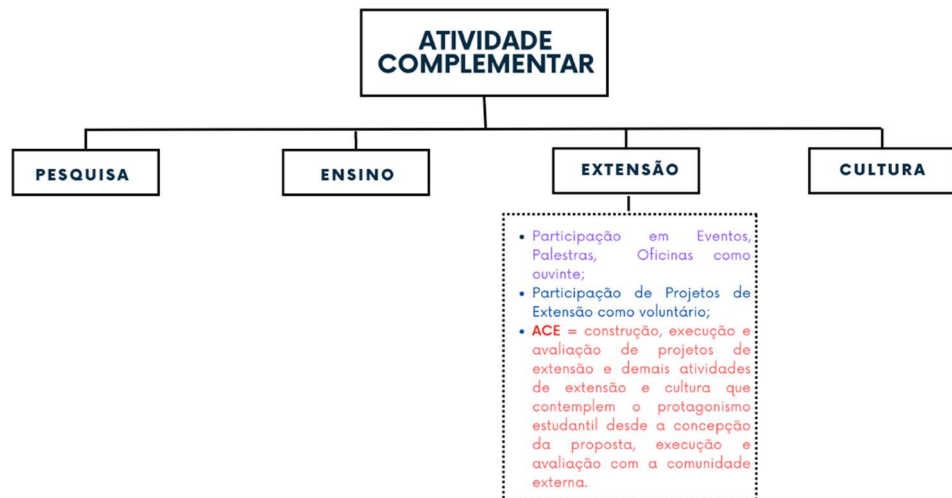 ATIVIDADE
COMPLEMENTAR
PESQUISA
ENSINO
EXTENSÃO
CULTURA
• Participação em Eventos,
Palestras, Oficinas como
ouvinte;
• Participação de Projetos de
Extensão como voluntário;
• ACE = construção, execução e
avaliação de projetos de
extensão e demais atividades
de extensão e cultura que
contemplem o protagonismo
estudantil desde a concepção
da proposta, execução e
avaliação com a comunidade
externa.